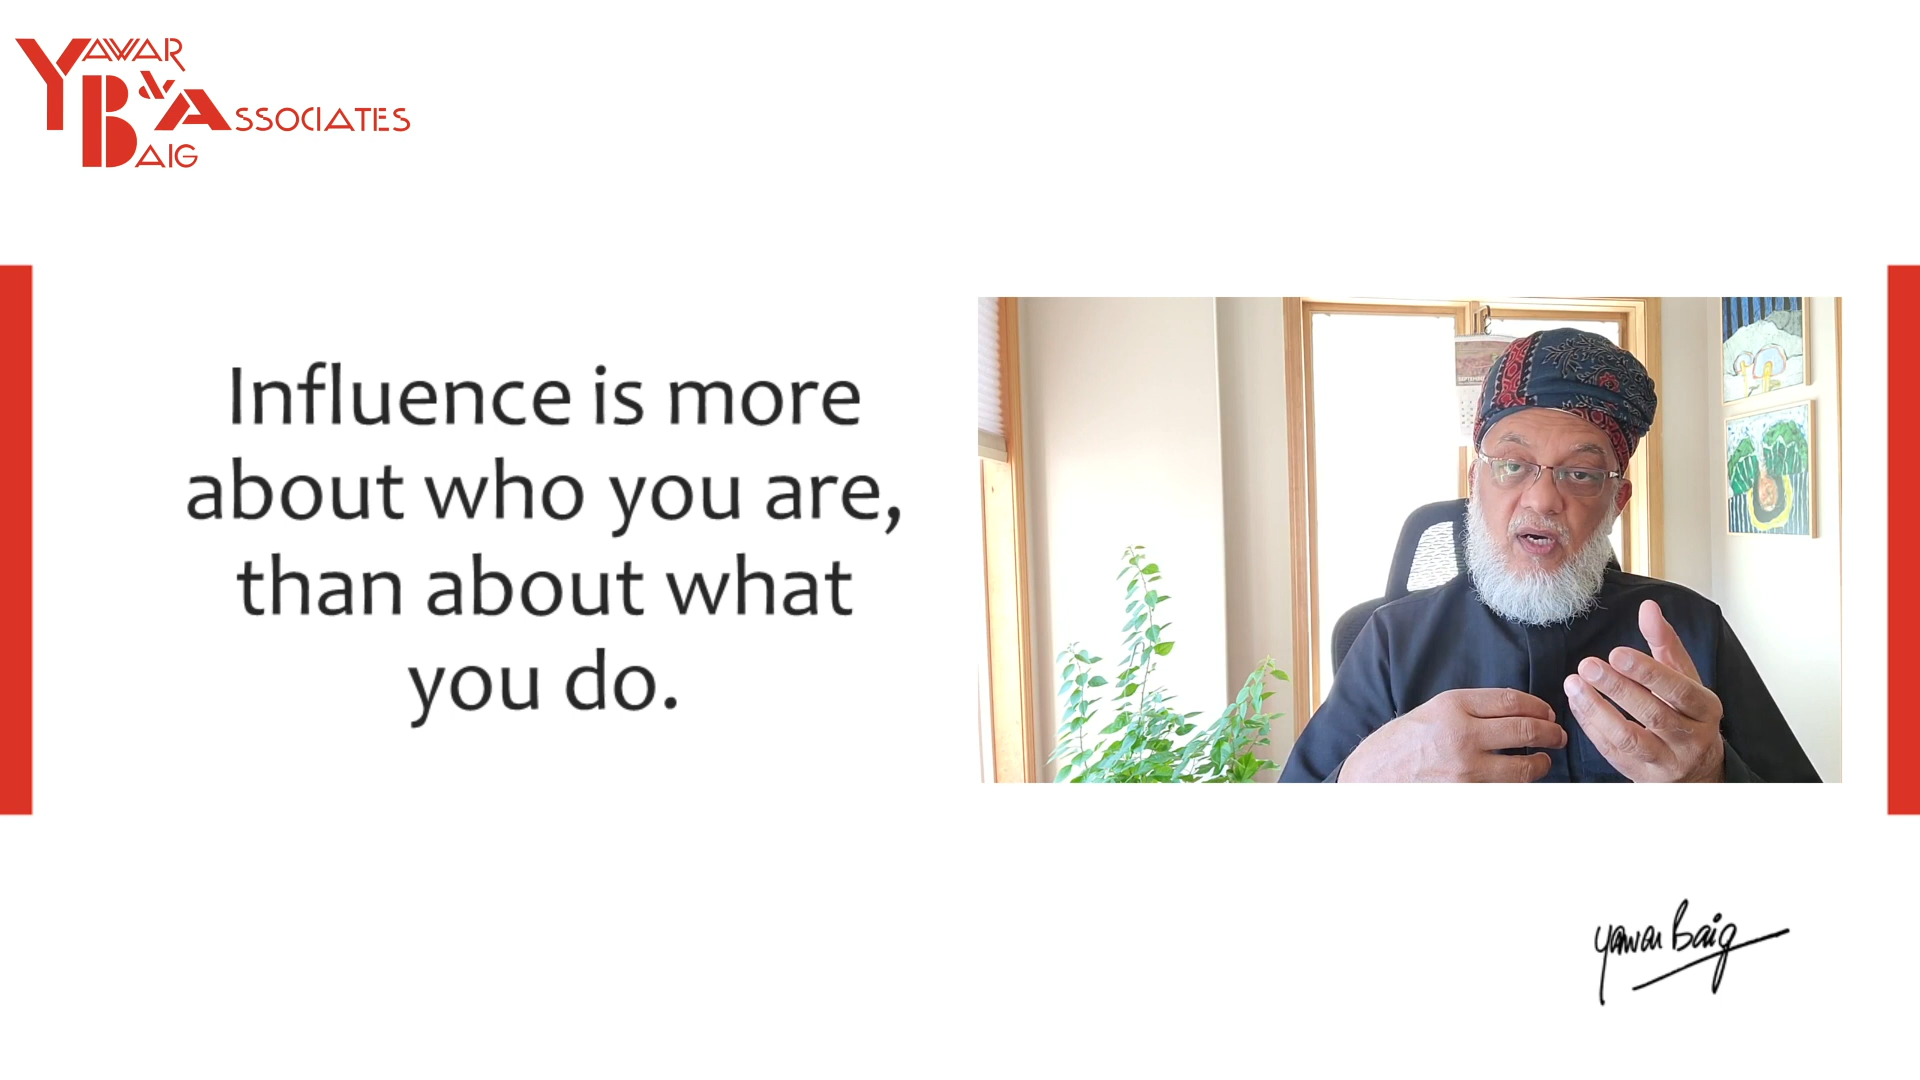 YAWAR
BAIG
& ASSOCIATES
Influence is more
about who you are,
than about what
you do.
yawar baig